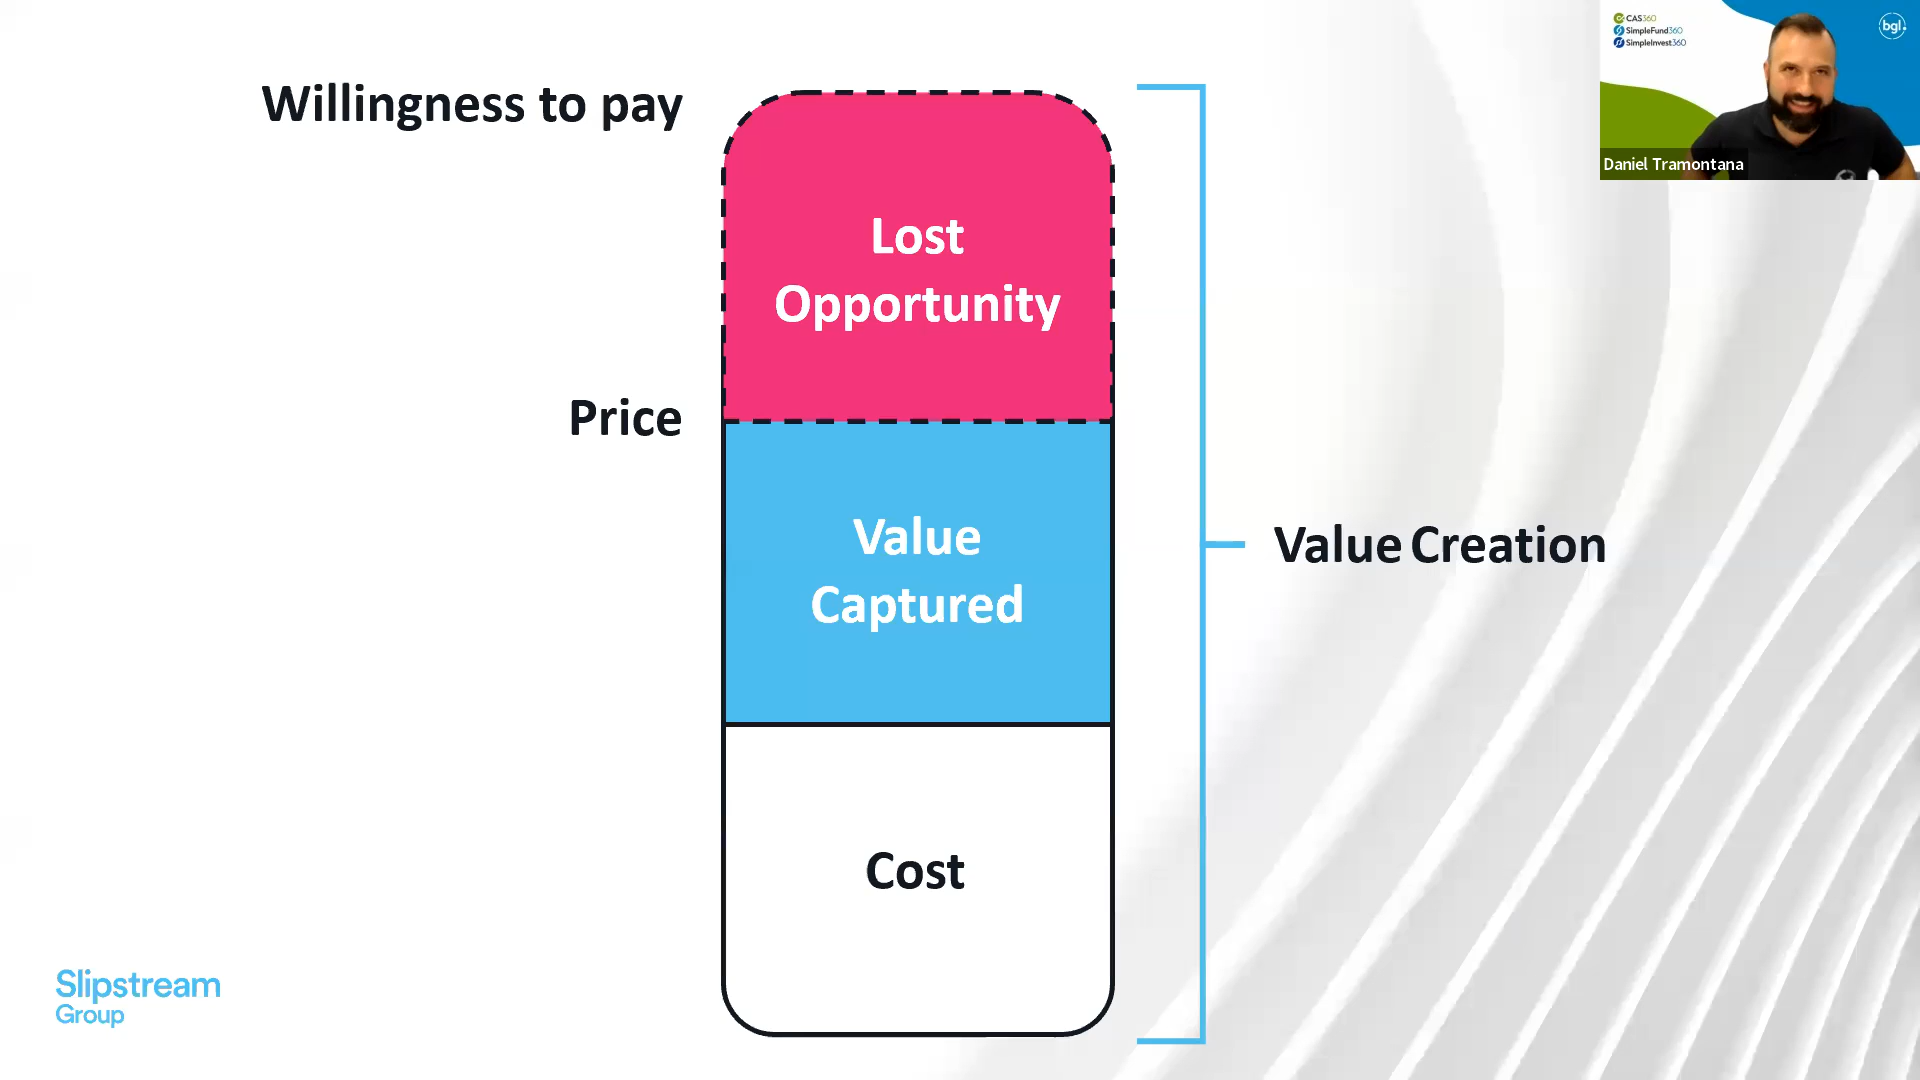 Willingness to pay
Lost
Opportunity
Price
Value
Captured
Value Creation
Cost
Slipstream
Group
CAS360
SimpleFund360
SimpleInvest360
bgl.
Daniel Tramontana